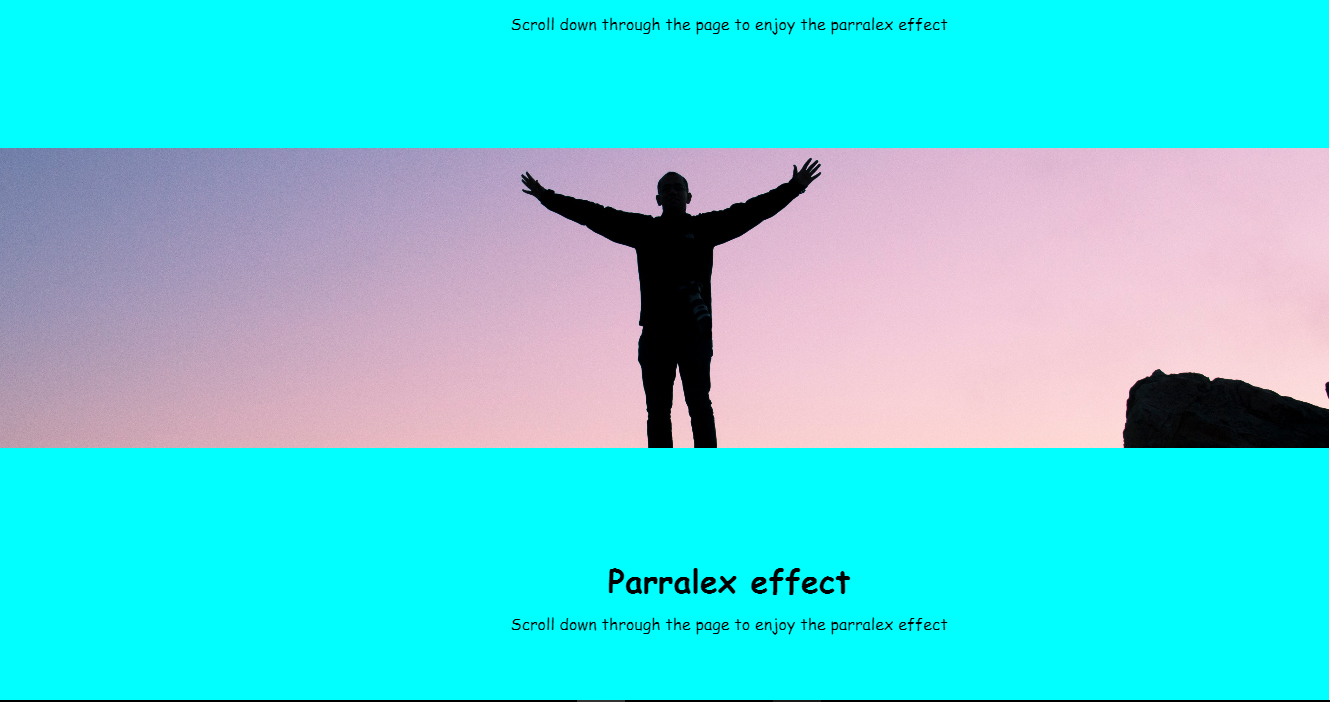 Scroll down through the page to enjoy the parralex effect
Parralex effect
Scroll down through the page to enjoy the parralex effect